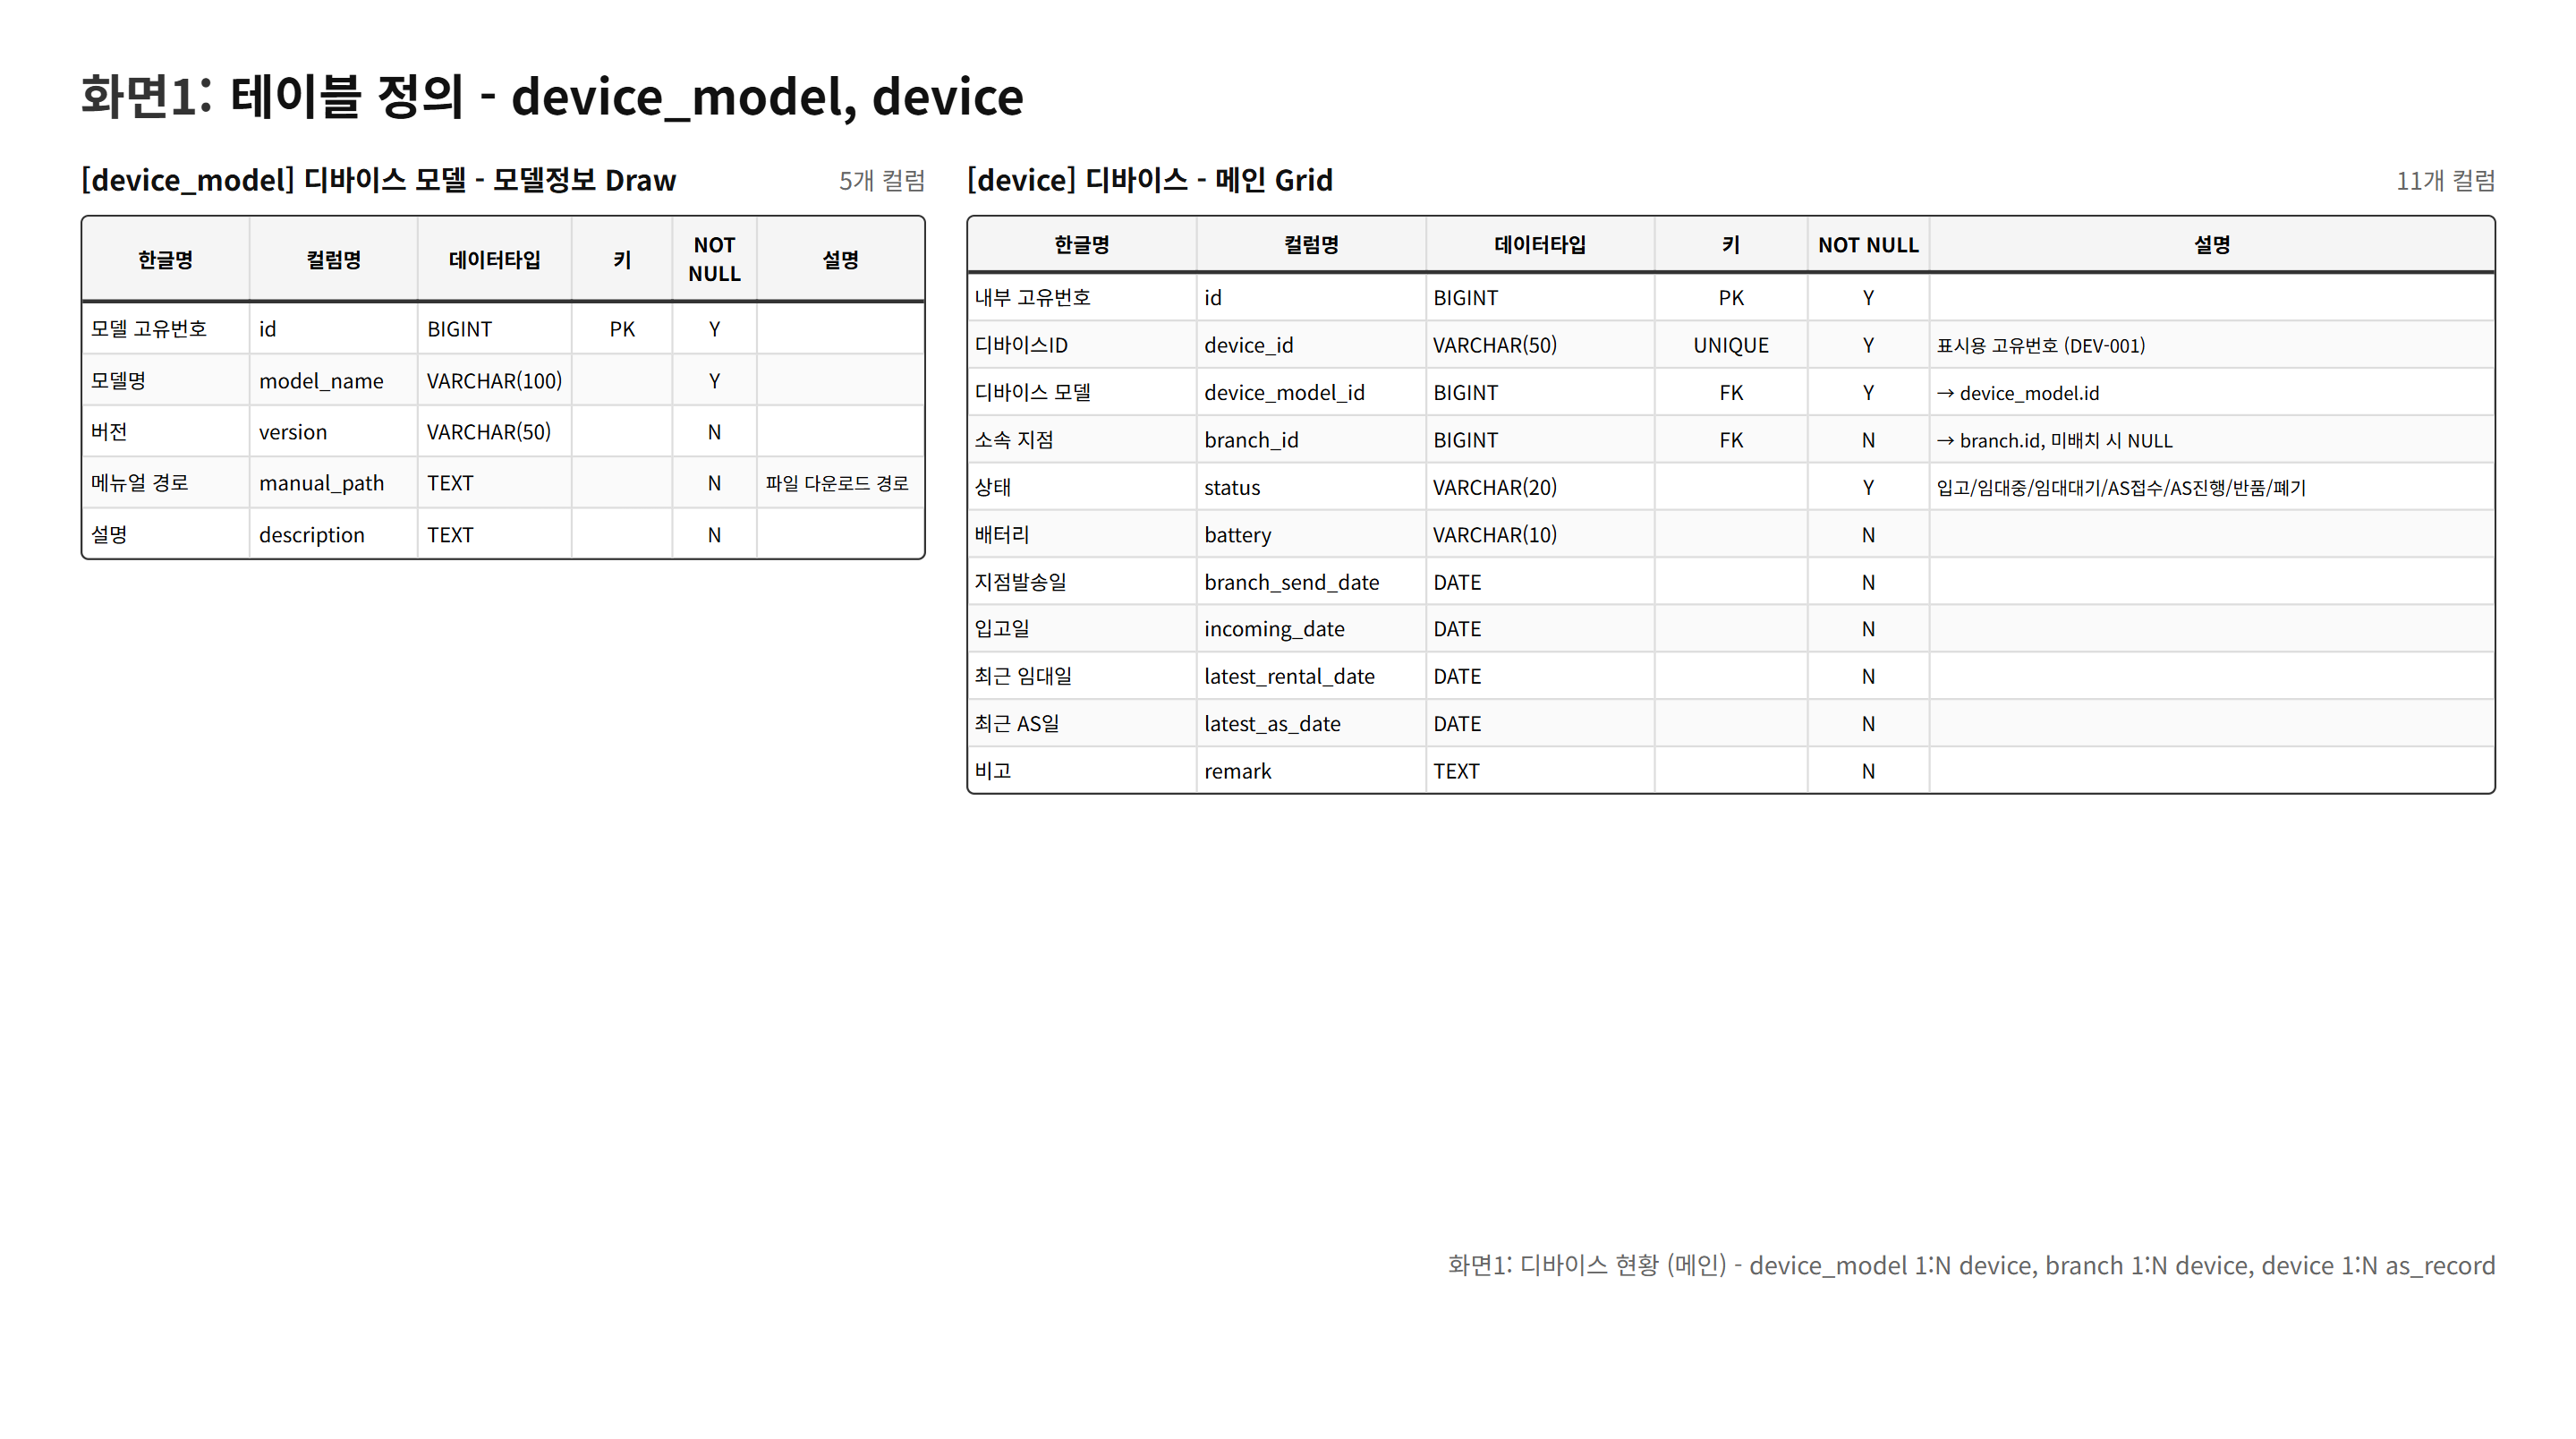 화면1: 테이블 정의 - device_model, device
[device_model] 디바이스 모델 - 모델정보 Draw 5개 컬럼
한글명 컬럼명 데이터타입 키 NOT NULL 설명
모델 고유번호 id BIGINT PK Y
모델명 model_name VARCHAR(100) Y
버전 version VARCHAR(50) N
메뉴얼 경로 manual_path TEXT N 파일 다운로드 경로
설명 description TEXT N
[device] 디바이스 - 메인 Grid 11개 컬럼
한글명 컬럼명 데이터타입 키 NOT NULL 설명
내부 고유번호 id BIGINT PK Y
디바이스ID device_id VARCHAR(50) UNIQUE Y 표시용 고유번호 (DEV-001)
디바이스 모델 device_model_id BIGINT FK Y → device_model.id
소속 지점 branch_id BIGINT FK N → branch.id, 미배치 시 NULL
상태 status VARCHAR(20) Y 입고/임대중/임대대기/AS접수/AS진행/반품/폐기
배터리 battery VARCHAR(10) N
지점발송일 branch_send_date DATE N
입고일 incoming_date DATE N
최근 임대일 latest_rental_date DATE N
최근 AS일 latest_as_date DATE N
비고 remark TEXT N
화면1: 디바이스 현황 (메인) - device_model 1:N device, branch 1:N device, device 1:N as_record